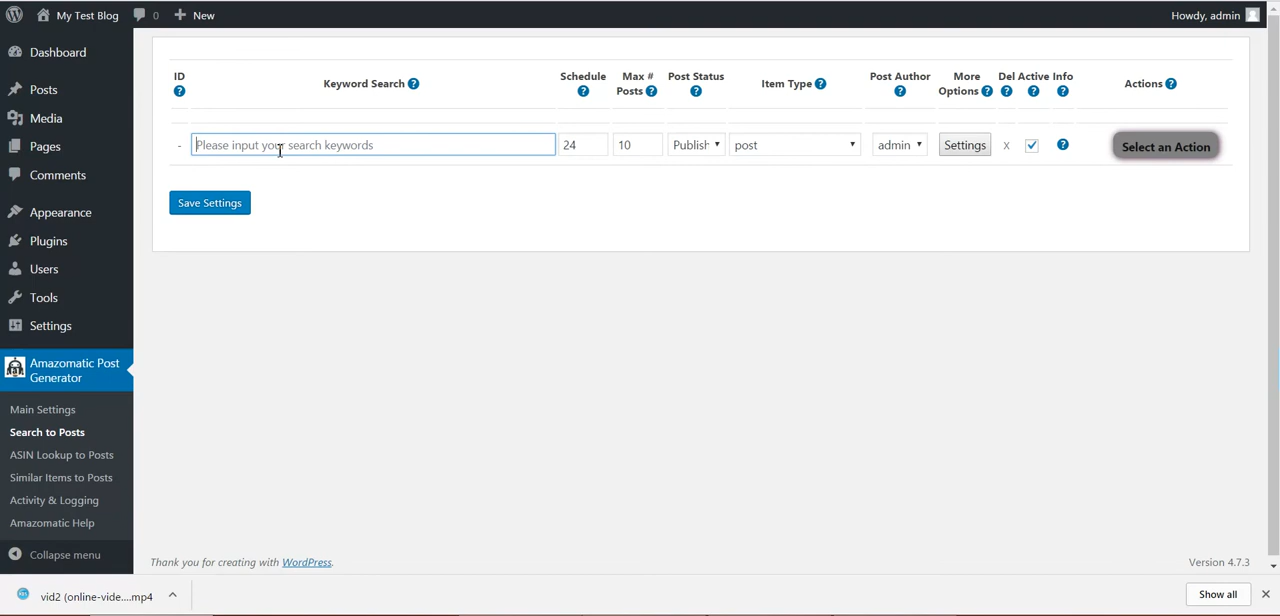 My Test Blog 0 New Howdy, admin
Dashboard
Posts
Media
Pages
Comments
Appearance
Plugins
Users
Tools
Settings
Amazomatic Post
Generator
Main Settings
Search to Posts
ASIN Lookup to Posts
Similar Items to Posts
Activity & Logging
Amazomatic Help
Collapse menu
ID
?
Keyword Search ?
Schedule
?
Max #
Posts ?
Post Status
?
Item Type ?
Post Author
?
More
Options ?
Del
?
Active
?
Info
?
Actions ?
- Please input your search keywords 24 10 Publish post admin Settings X ? Select an Action
Save Settings
Thank you for creating with WordPress. Version 4.7.3
vid2 (online-vide....mp4 Show all